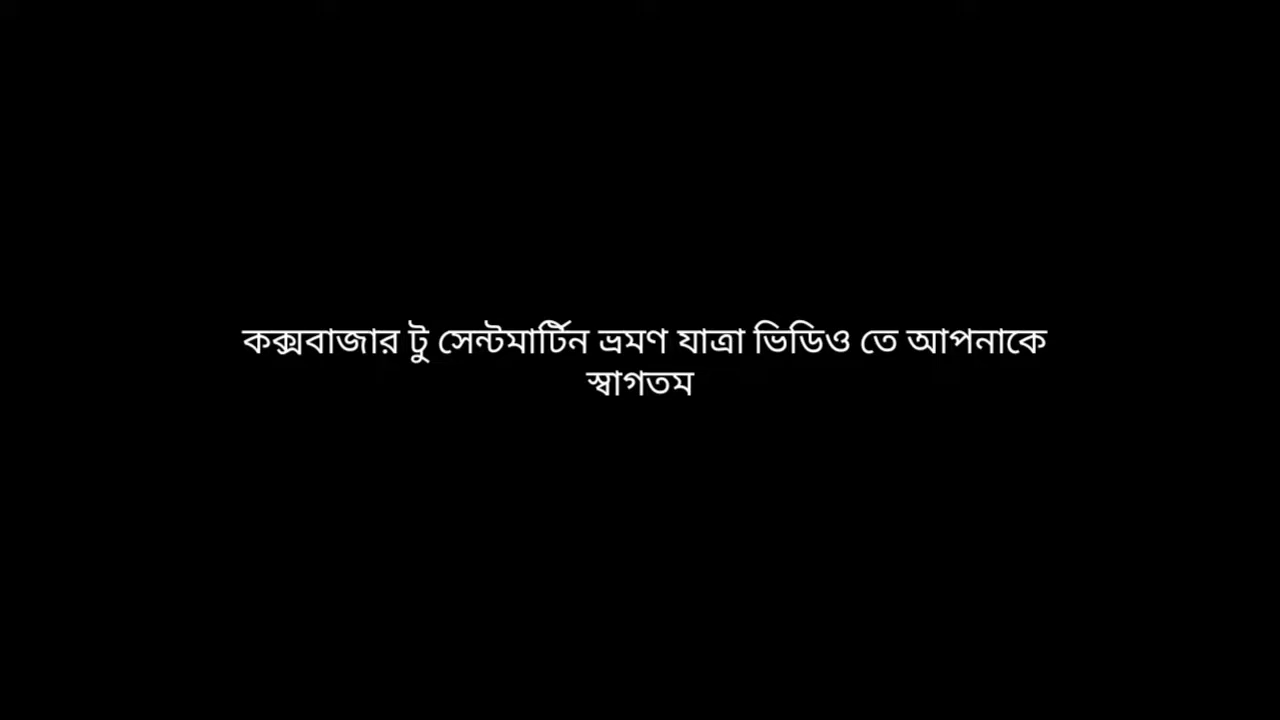 কক্সবাজার টু সেন্টমার্টিন ভ্রমণ যাত্রা ভিডিও তে আপনাকে
স্বাগতম